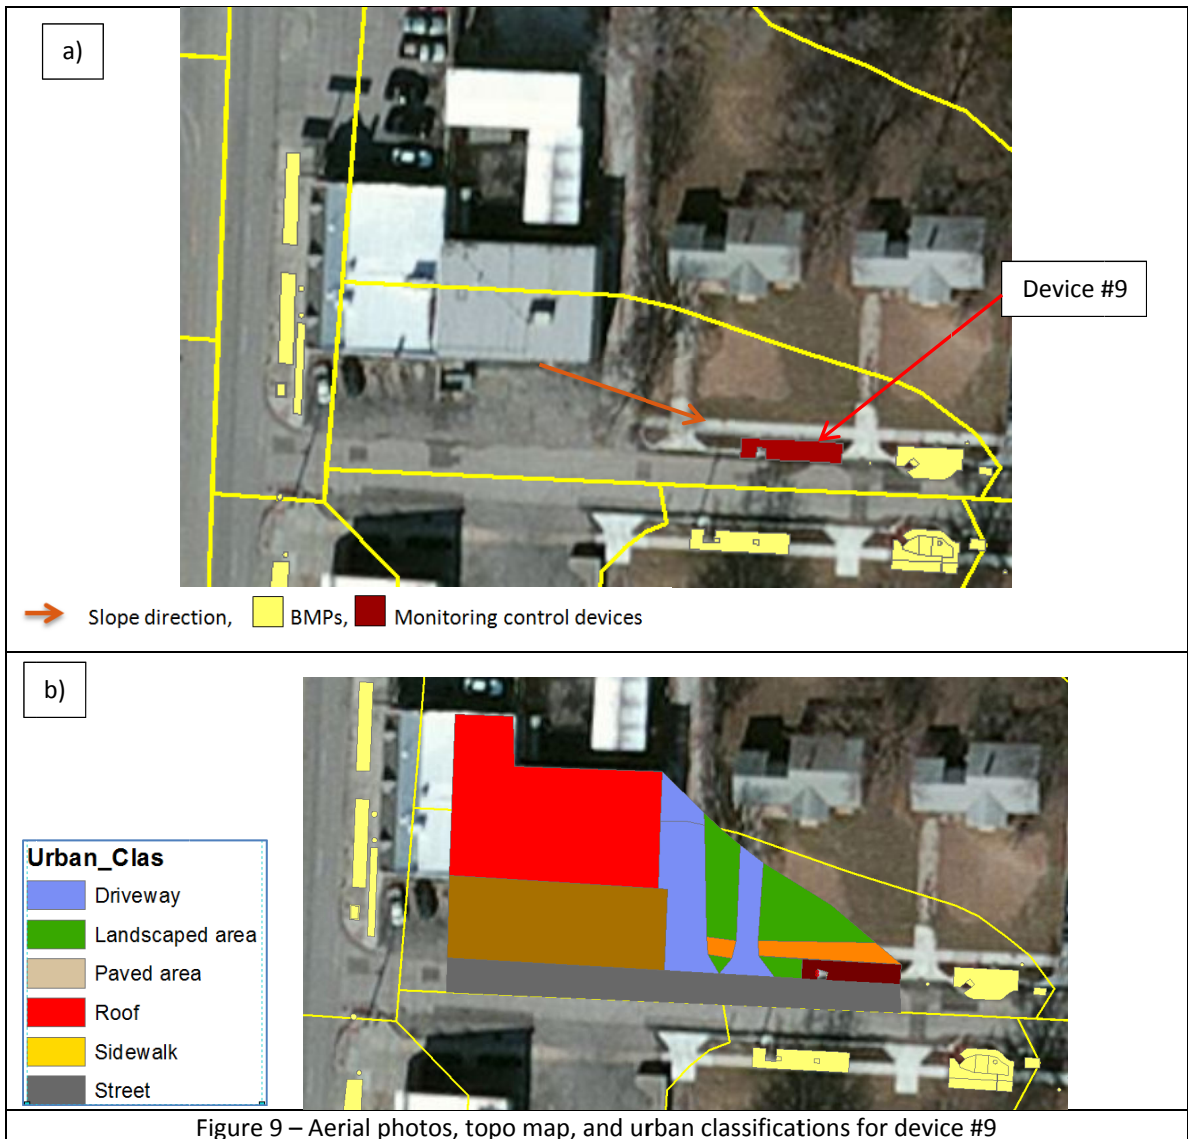 a)
Device #9
Slope direction, BMPs, Monitoring control devices
b)
Urban_Clas
Driveway
Landscaped area
Paved area
Roof
Sidewalk
Street
Figure 9 – Aerial photos, topo map, and urban classifications for device #9